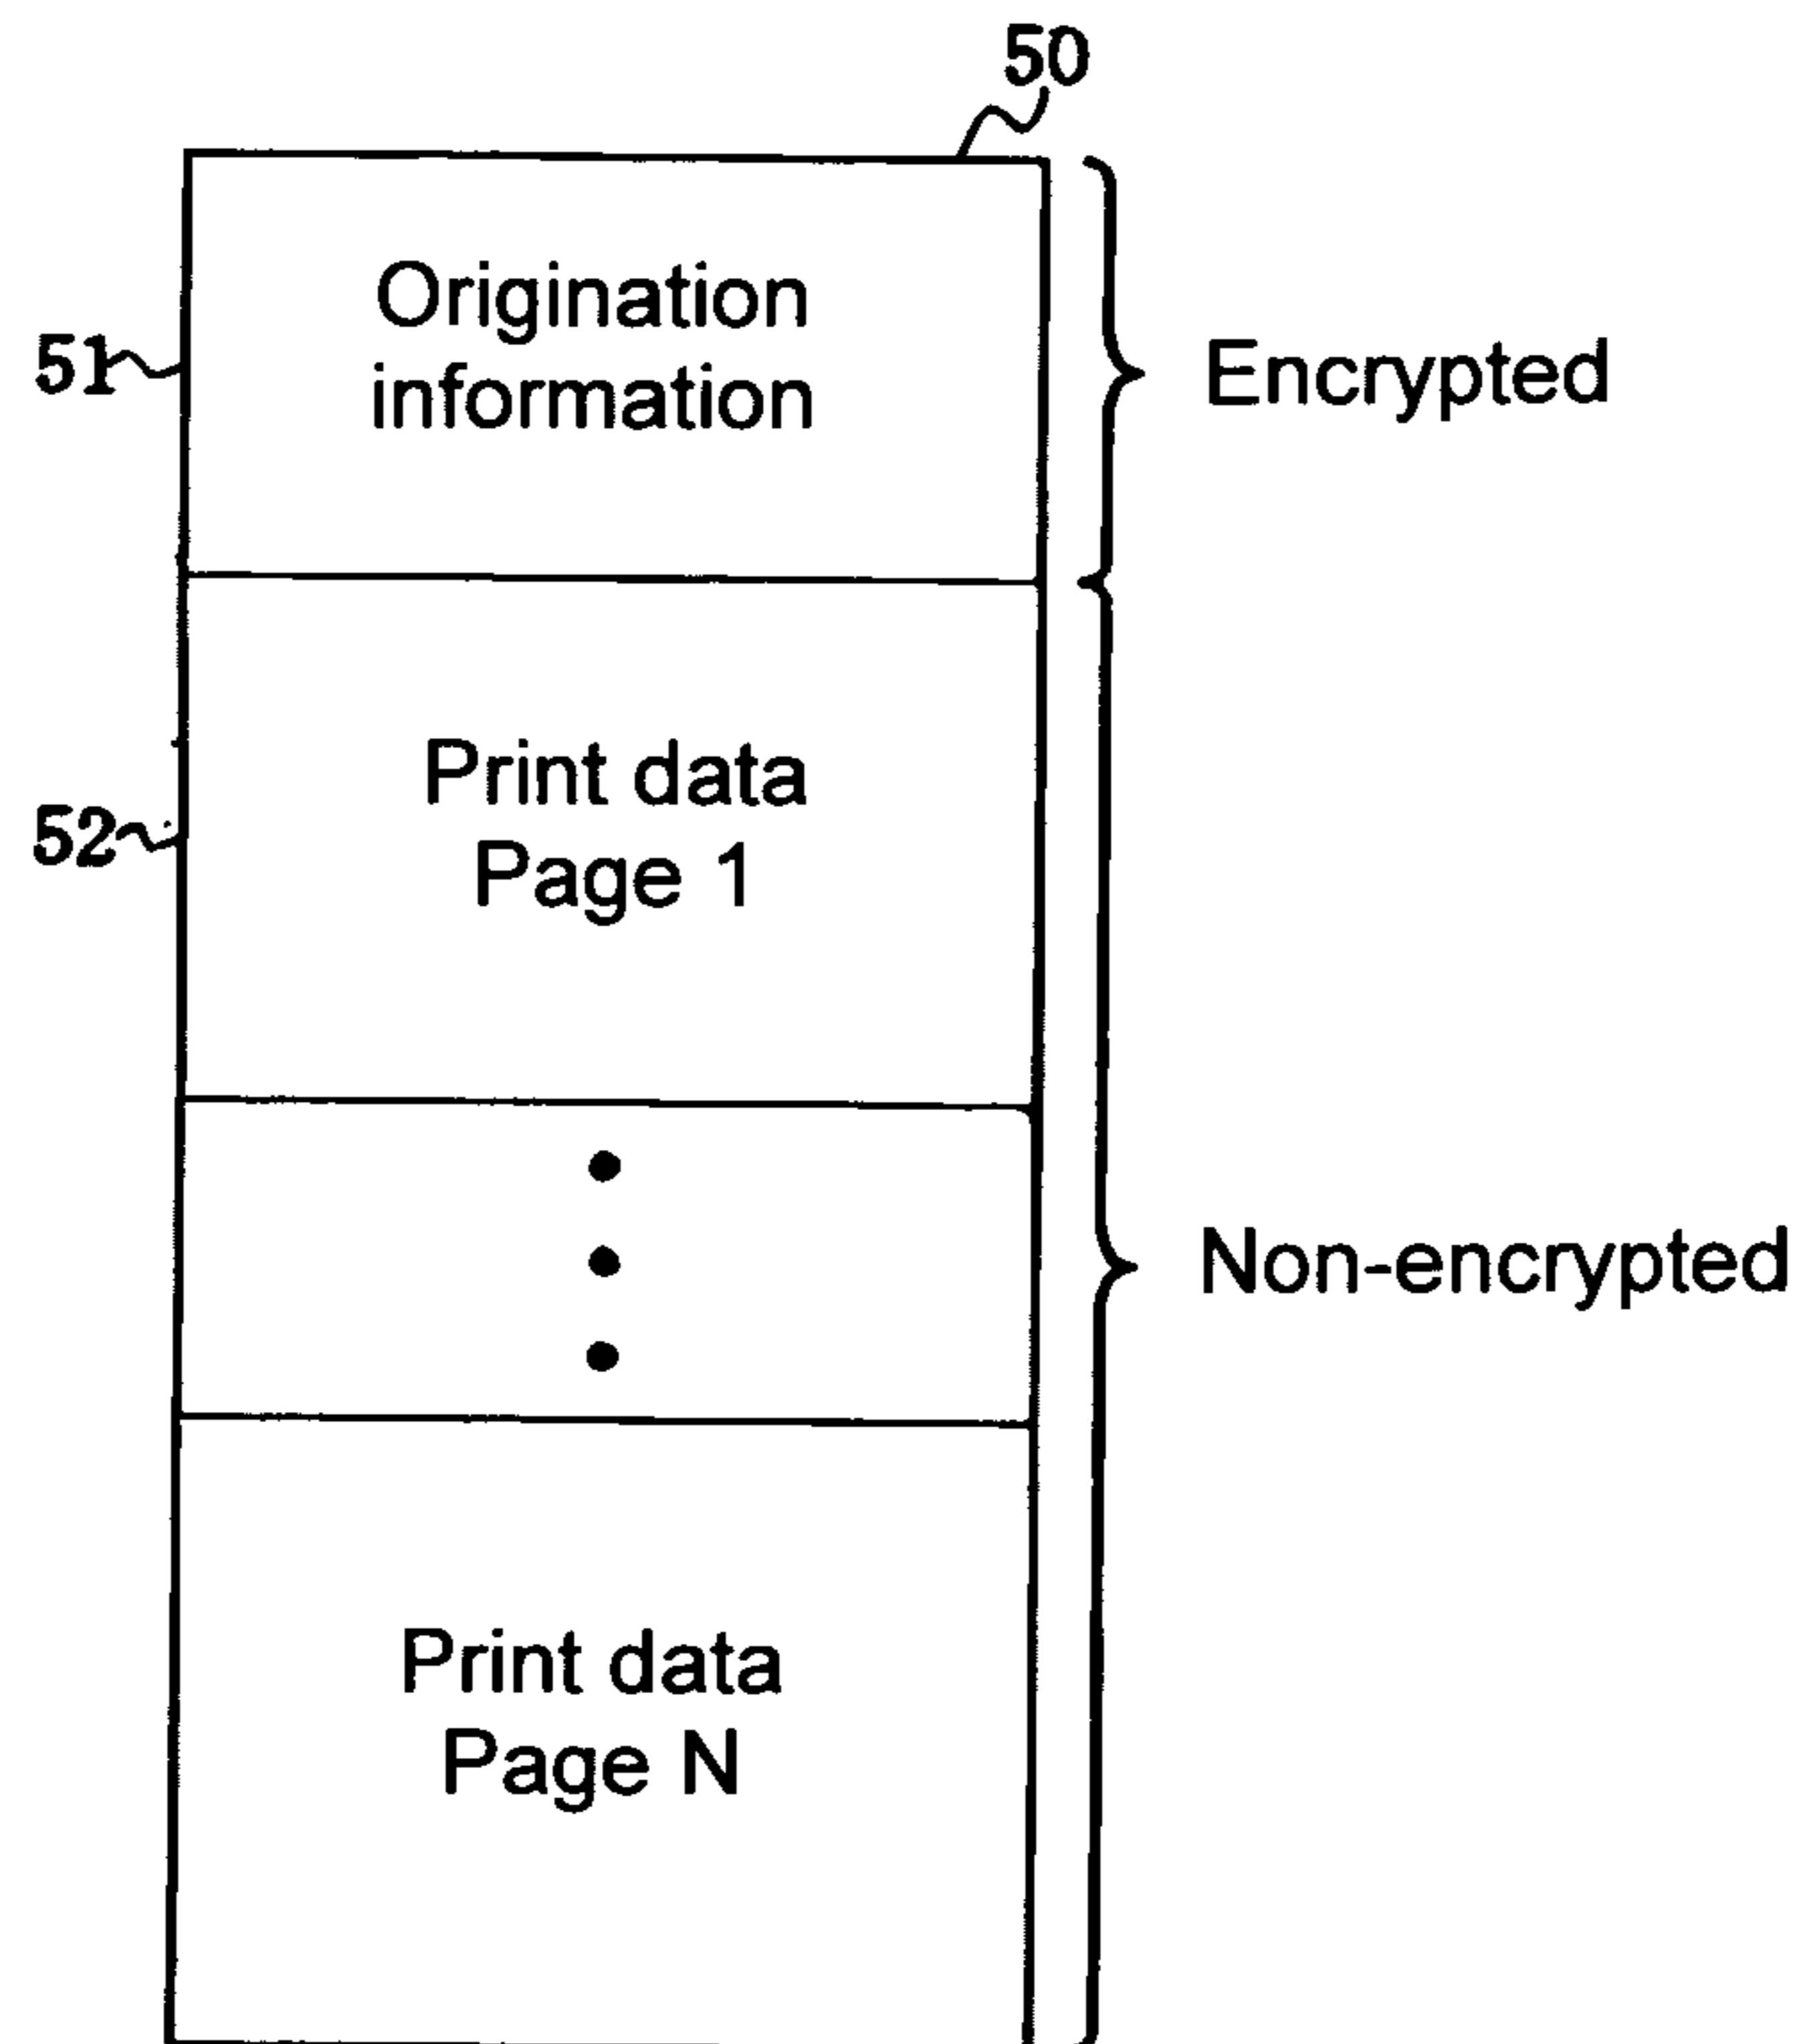 50
Origination
information
51
Encrypted
Print data
Page 1
52
Non-encrypted
Print data
Page N